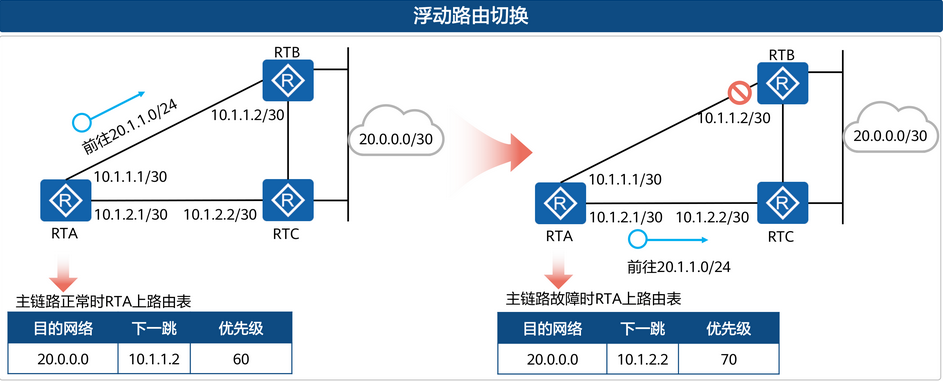 浮动路由切换
RTB
R
10.1.1.2/30
前往20.1.1.0/24
20.0.0.0/30
10.1.1.1/30
R
R
10.1.2.1/30
10.1.2.2/30
RTA
RTC
主链路正常时RTA上路由表
目的网络 下一跳 优先级
20.0.0.0 10.1.1.2 60
RTB
R
10.1.1.2/30
20.0.0.0/30
10.1.1.1/30
R
R
10.1.2.1/30
10.1.2.2/30
RTA
RTC
前往20.1.1.0/24
主链路故障时RTA上路由表
目的网络 下一跳 优先级
20.0.0.0 10.1.2.2 70